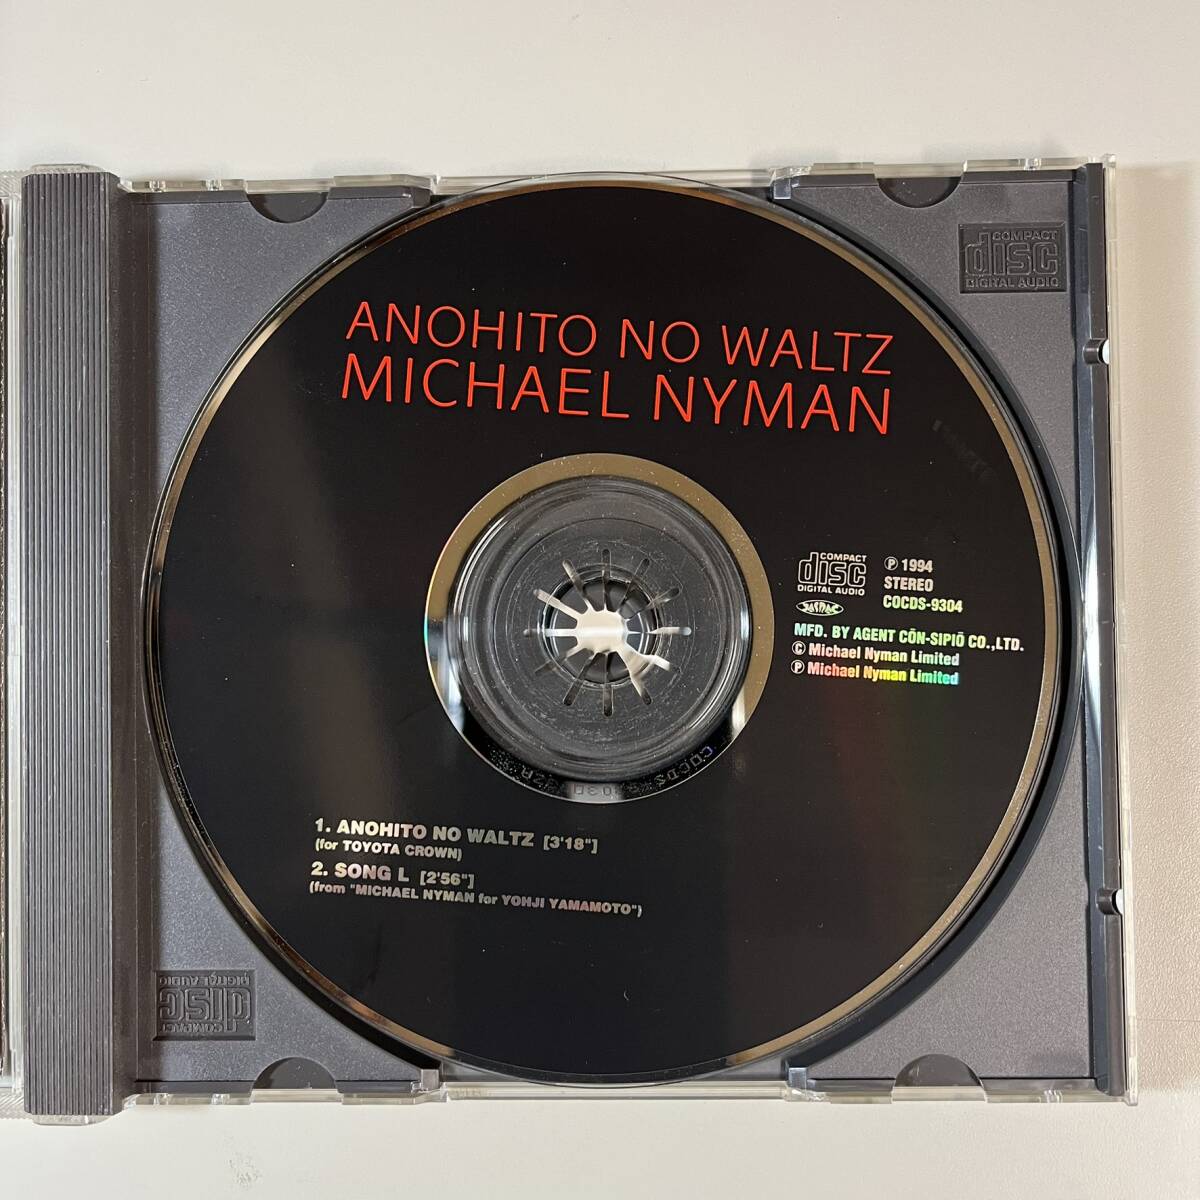 COMPACT
disc
DIGITAL AUDIO
ANOHITO NO WALTZ
MICHAEL NYMAN
COMPACT
disc
DIGITAL AUDIO
Ⓟ 1994
STEREO
COCDS-9304
JASRAC
MFD. BY AGENT CŌN-SIPIŌ CO.,LTD.
© Michael Nyman Limited
Ⓟ Michael Nyman Limited
COCDS
1. ANOHITO NO WALTZ [3'18"]
(for TOYOTA CROWN)
2. SONG L [2'56"]
(from "MICHAEL NYMAN for YOHJI YAMAMOTO")
COMPACT
disc
DIGITAL AUDIO